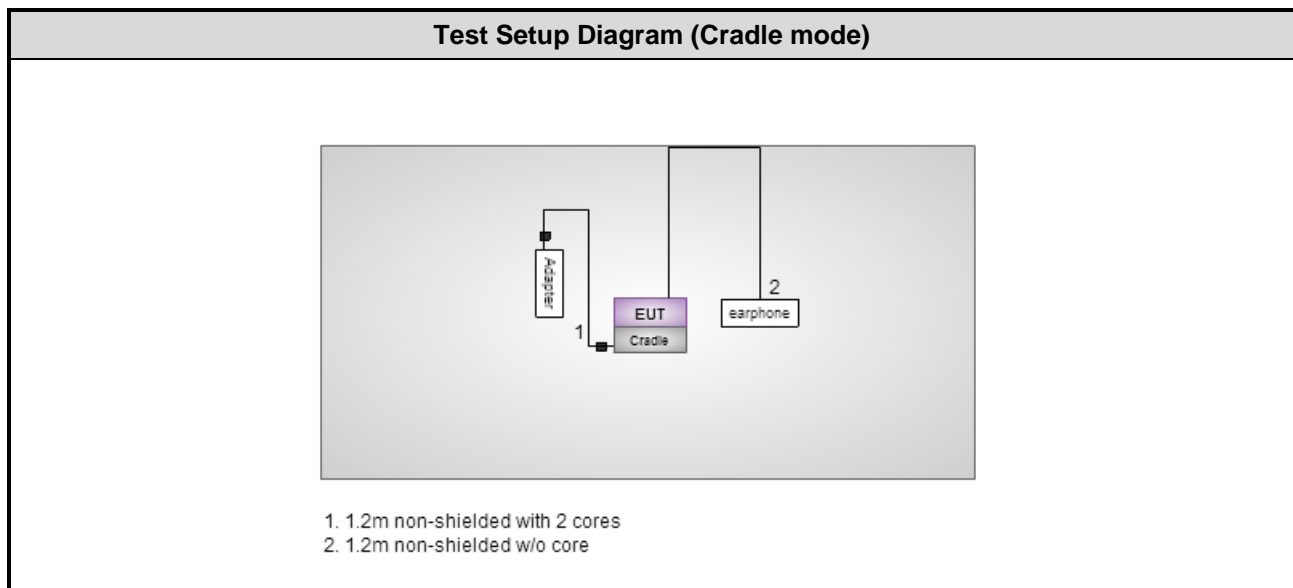 Test Setup Diagram (Cradle mode)
Adapter
1
EUT
Cradle
2
earphone
1. 1.2m non-shielded with 2 cores
2. 1.2m non-shielded w/o core